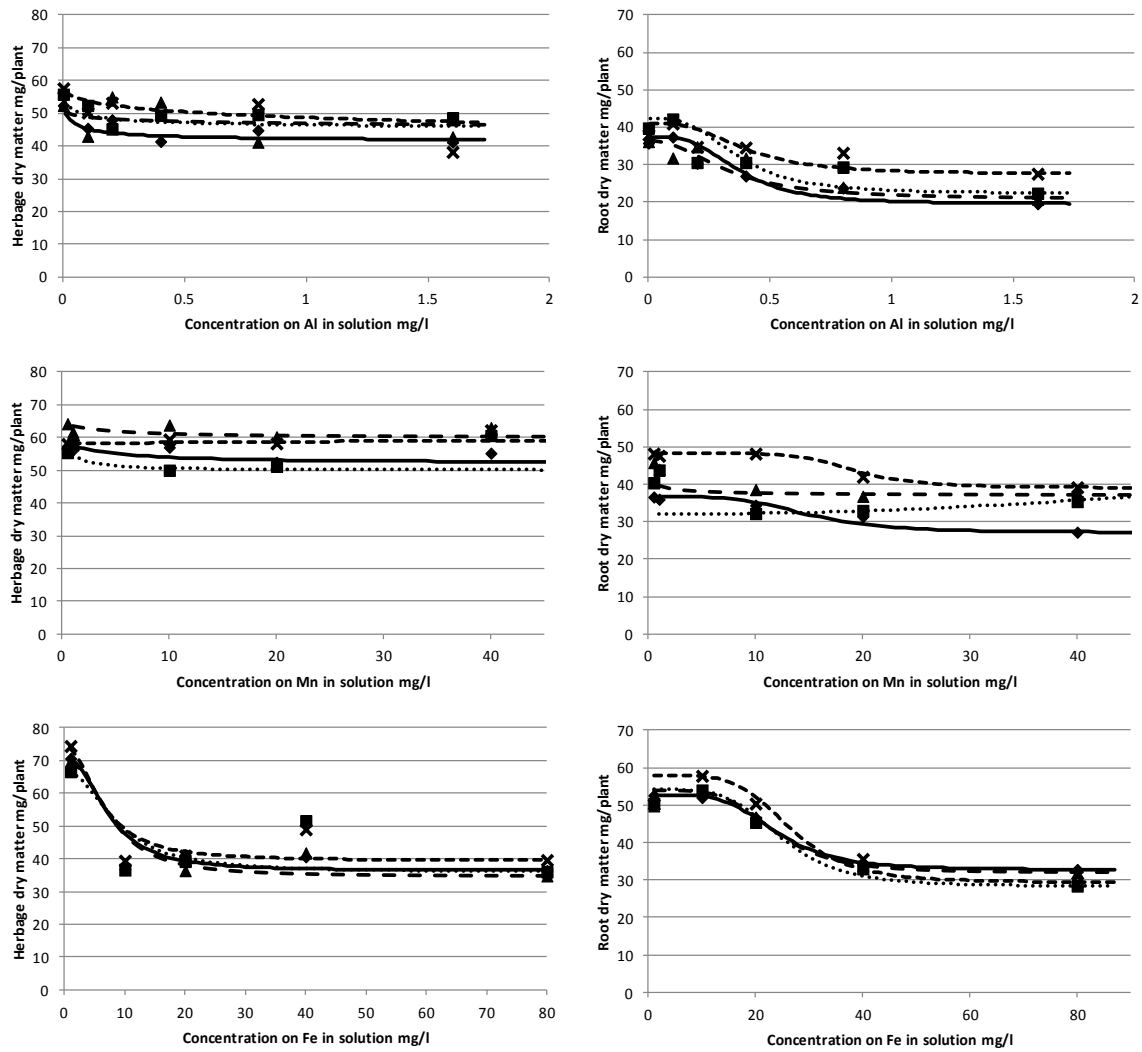 80
70
60
50
40
30
20
10
0
Herbage dry matter mg/plant
0 0.5 1 1.5 2
Concentration on Al in solution mg/l
70
60
50
40
30
20
10
0
Root dry matter mg/plant
0 0.5 1 1.5 2
Concentration on Al in solution mg/l
80
70
60
50
40
30
20
10
0
Herbage dry matter mg/plant
0 10 20 30 40
Concentration on Mn in solution mg/l
70
60
50
40
30
20
10
0
Root dry matter mg/plant
0 10 20 30 40
Concentration on Mn in solution mg/l
80
70
60
50
40
30
20
10
0
Herbage dry matter mg/plant
0 10 20 30 40 50 60 70 80
Concentration on Fe in solution mg/l
70
60
50
40
30
20
10
0
Root dry matter mg/plant
0 20 40 60 80
Concentration on Fe in solution mg/l